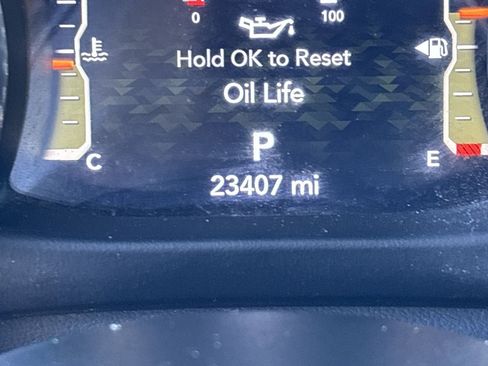 0 100
Hold OK to Reset
Oil Life
P
C E
23407 mi